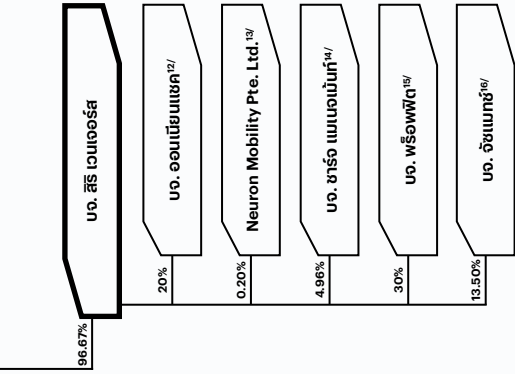 บจ. สิริ เวนเจอร์ส
96.67%
บจ. ออนเนียนแชค12/
20%
Neuron Mobility Pte. Ltd.13/
0.20%
บจ. ชาร์จ แมเนจเม้นท์14/
4.96%
บจ. พร็อพฟิต15/
30%
บจ. จัซแมทช์16/
13.50%